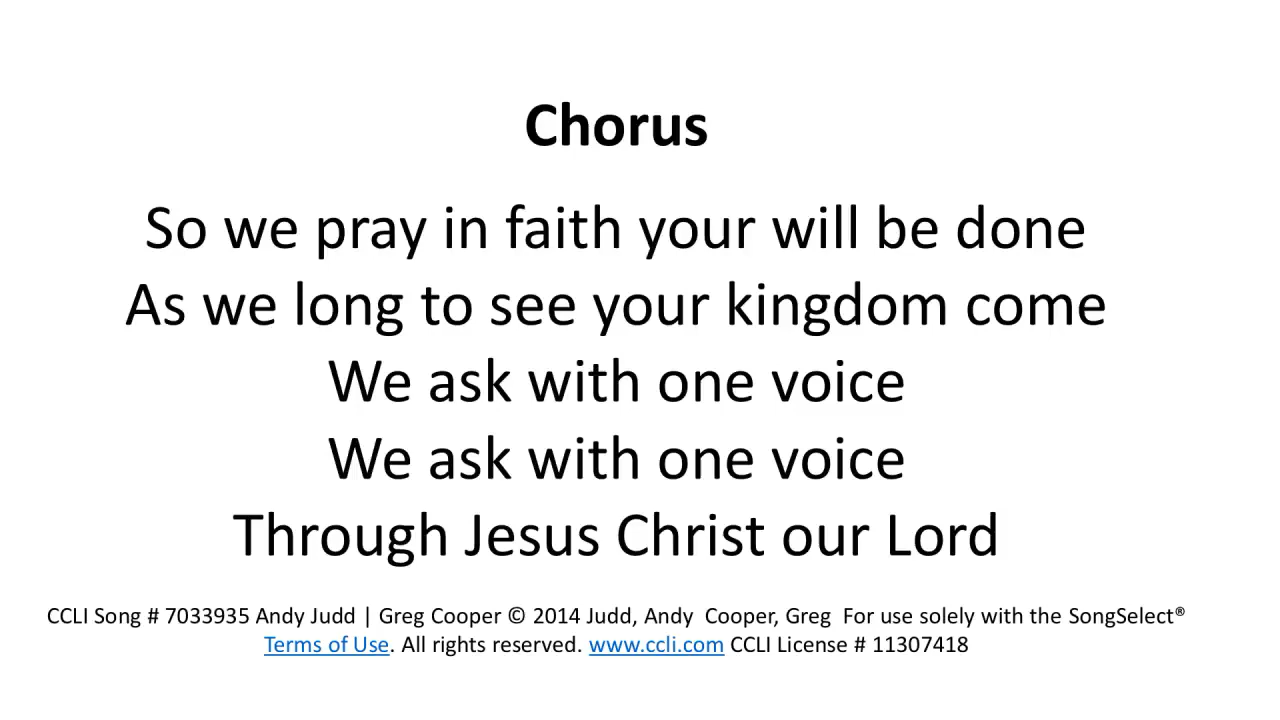 Chorus
So we pray in faith your will be done
As we long to see your kingdom come
We ask with one voice
We ask with one voice
Through Jesus Christ our Lord
CCLI Song # 7033935 Andy Judd | Greg Cooper © 2014 Judd, Andy  Cooper, Greg  For use solely with the SongSelect®
Terms of Use. All rights reserved. www.ccli.com CCLI License # 11307418